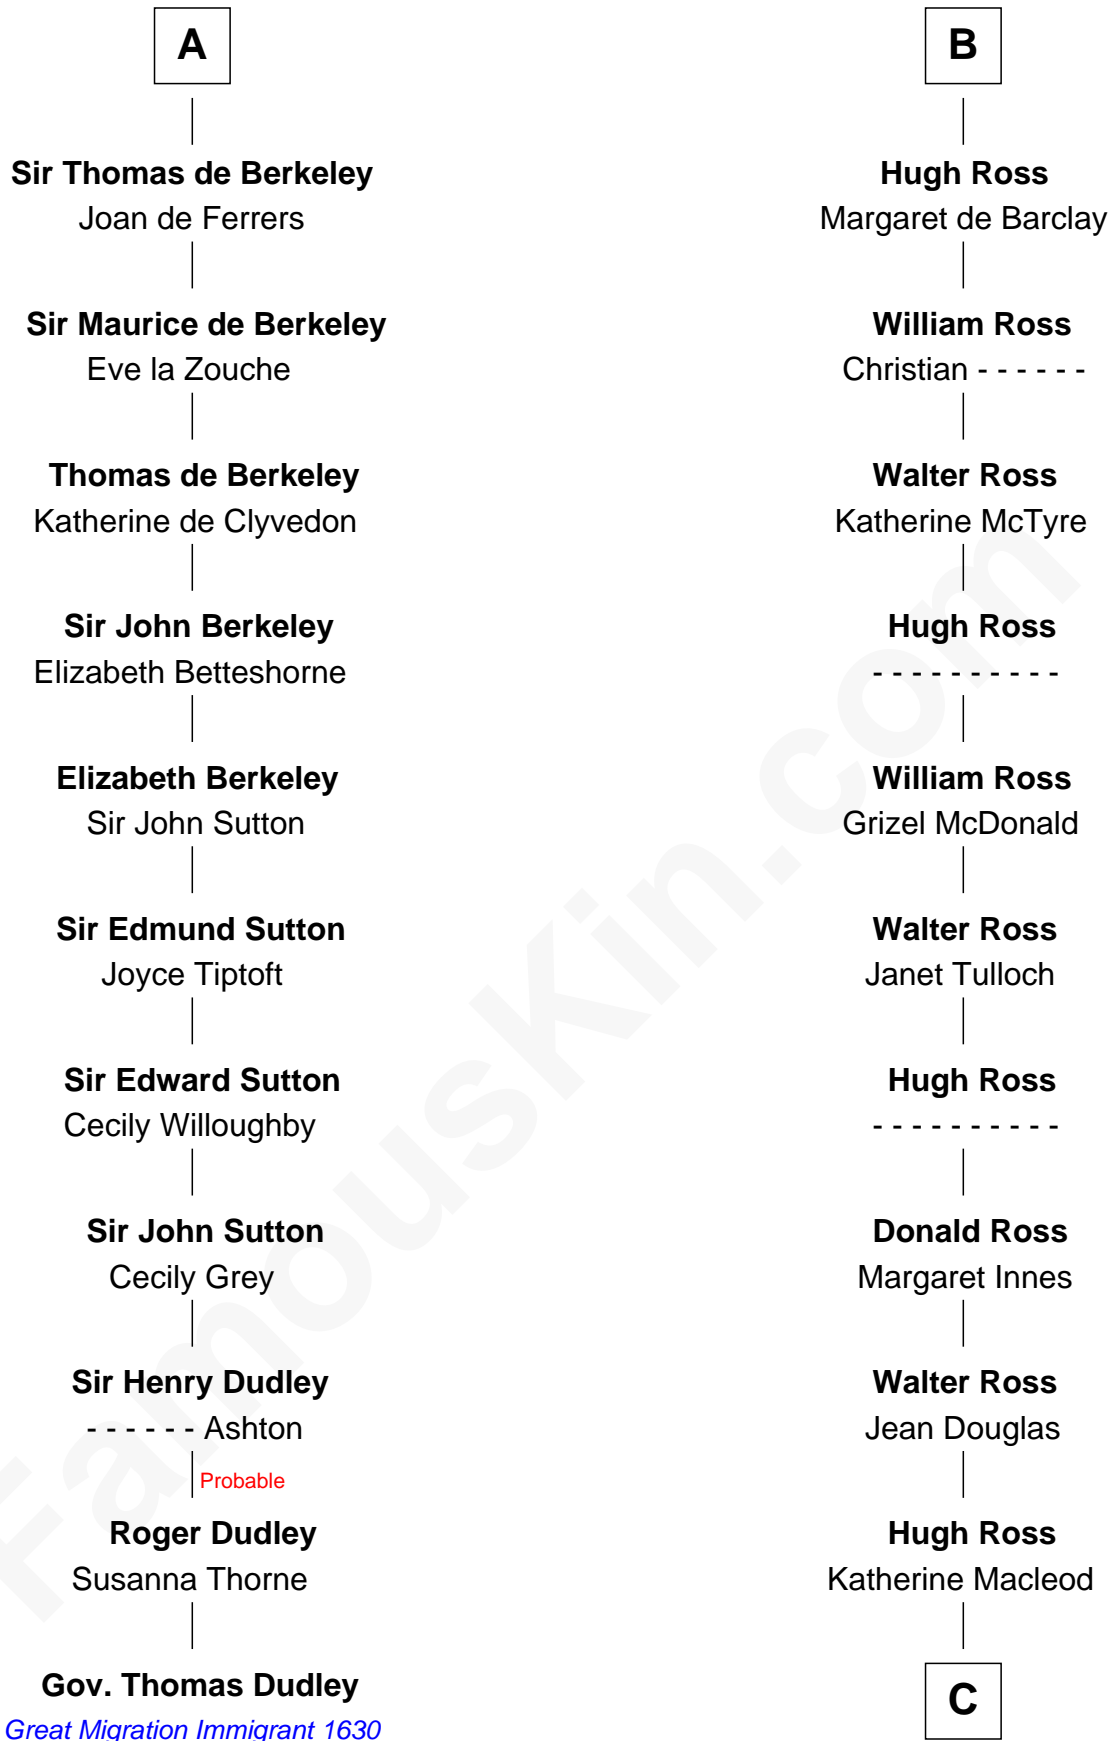 A
Sir Thomas de Berkeley
Joan de Ferrers
Sir Maurice de Berkeley
Eve la Zouche
Thomas de Berkeley
Katherine de Clyvedon
Sir John Berkeley
Elizabeth Betteshorne
Elizabeth Berkeley
Sir John Sutton
Sir Edmund Sutton
Joyce Tiptoft
Sir Edward Sutton
Cecily Willoughby
Sir John Sutton
Cecily Grey
Sir Henry Dudley
- - - - - - Ashton
Probable
Roger Dudley
Susanna Thorne
Gov. Thomas Dudley
Great Migration Immigrant 1630
B
Hugh Ross
Margaret de Barclay
William Ross
Christian - - - - - -
Walter Ross
Katherine McTyre
Hugh Ross
- - - - - - - - - -
William Ross
Grizel McDonald
Walter Ross
Janet Tulloch
Hugh Ross
- - - - - - - - - -
Donald Ross
Margaret Innes
Walter Ross
Jean Douglas
Hugh Ross
Katherine Macleod
C
FamousKin.com